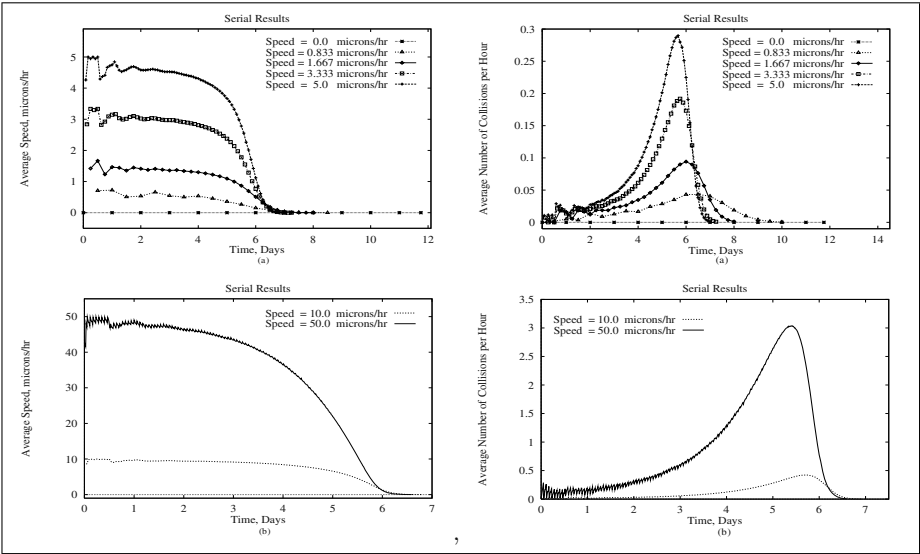 Serial Results
Speed = 0.0 microns/hr
Speed = 0.833 microns/hr
Speed = 1.667 microns/hr
Speed = 3.333 microns/hr
Speed = 5.0 microns/hr
Average Speed, microns/hr
5
4
3
2
1
0
0 2 4 6 8 10 12
Time, Days
(a)
Serial Results
Speed = 0.0 microns/hr
Speed = 0.833 microns/hr
Speed = 1.667 microns/hr
Speed = 3.333 microns/hr
Speed = 5.0 microns/hr
Average Number of Collisions per Hour
0.3
0.25
0.2
0.15
0.1
0.05
0
0 2 4 6 8 10 12 14
Time, Days
(a)
Serial Results
Speed = 10.0 microns/hr
Speed = 50.0 microns/hr
Average Speed, microns/hr
50
40
30
20
10
0
0 1 2 3 4 5 6 7
Time, Days
(b)
,
Serial Results
Speed = 10.0 microns/hr
Speed = 50.0 microns/hr
Average Number of Collisions per Hour
3.5
3
2.5
2
1.5
1
0.5
0
0 1 2 3 4 5 6 7
Time, Days
(b)